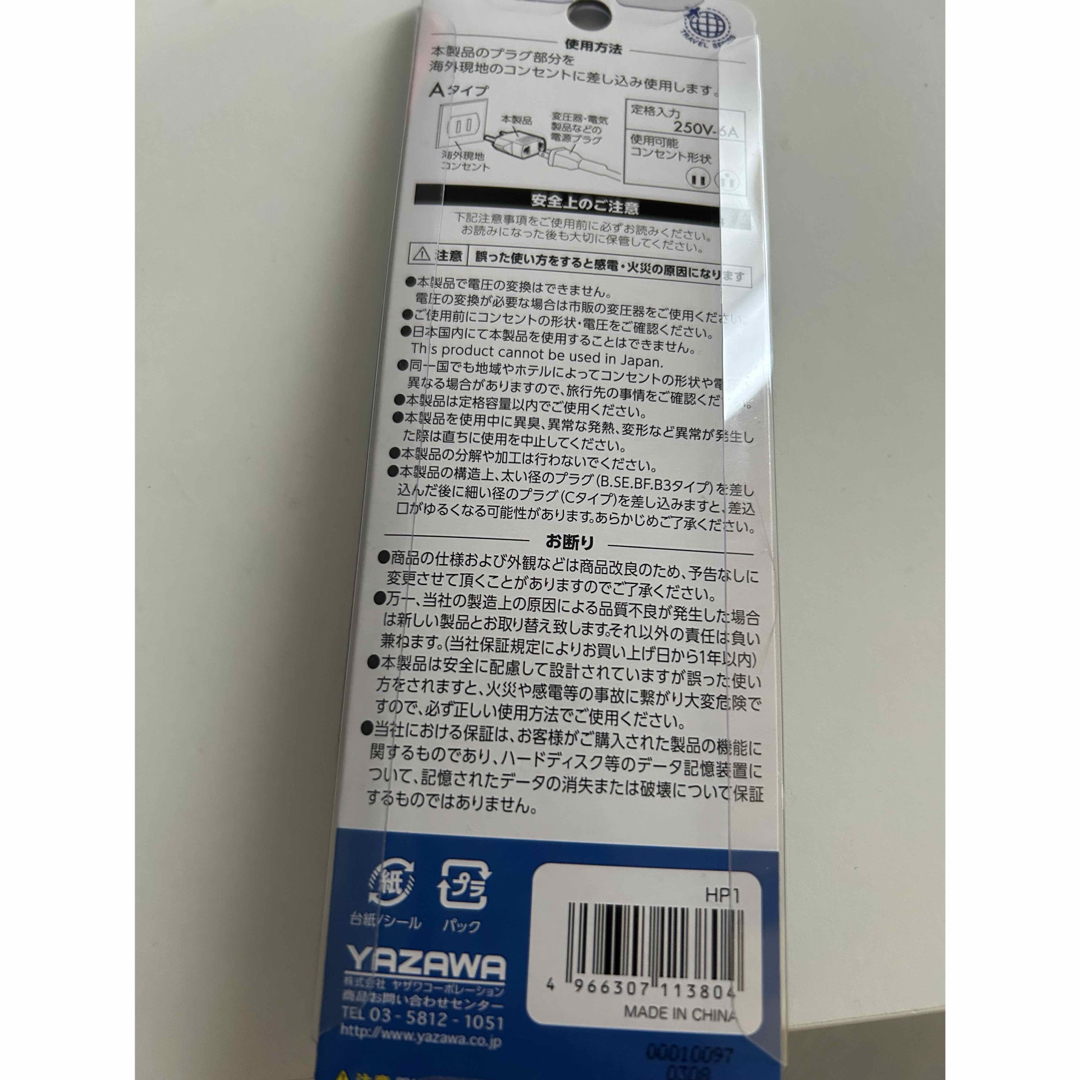 TRAVEL
使用方法
本製品のプラグ部分を
海外現地のコンセントに差し込み使用します。
Aタイプ
本製品
変圧器・電気
製品などの
電源プラグ
海外現地
コンセント
定格入力
250V-6A
使用可能
コンセント形状
安全上のご注意
下記注意事項をご使用前に必ずお読みください。
お読みになった後も大切に保管してください。
注意 誤った使い方をすると感電・火災の原因になります
●本製品で電圧の変換はできません。
電圧の変換が必要な場合は市販の変圧器をご使用ください。
●ご使用前にコンセントの形状・電圧をご確認ください。
●日本国内にて本製品を使用することはできません。
This product cannot be used in Japan.
●同一国でも地域やホテルによってコンセントの形状や電
異なる場合がありますので、旅行先の事情をご確認ください。
●本製品は定格容量以内でご使用ください。
●本製品を使用中に異臭、異常な発熱、変形など異常が発生し
た際は直ちに使用を中止してください。
●本製品の分解や加工は行わないでください。
●本製品の構造上、太い径のプラグ(B.SE.BF.B3タイプ)を差し
込んだ後に細い径のプラグ(Cタイプ)を差し込みますと、差込
口がゆるくなる可能性があります。あらかじめご了承ください。
お断り
●商品の仕様および外観などは商品改良のため、予告なしに
変更させて頂くことがありますのでご了承ください。
●万一、当社の製造上の原因による品質不良が発生した場合
は新しい製品とお取り替え致します。それ以外の責任は負い
兼ねます。(当社保証規定によりお買い上げ日から1年以内)
●本製品は安全に配慮して設計されていますが誤った使い
方をされますと、火災や感電等の事故に繋がり大変危険で
すので、必ず正しい使用方法でご使用ください。
●当社における保証は、お客様がご購入された製品の機能に
関するものであり、ハードディスク等のデータ記憶装置に
ついて、記憶されたデータの消失または破壊について保証
するものではありません。
紙
台紙/シール
プラ
パック
YAZAWA
株式会社 ヤザワコーポレーション
商品お問い合わせセンター
TEL 03-5812-1051
http://www.yazawa.co.jp
HP1
4 966307 113804
MADE IN CHINA
00010097
0308
注意